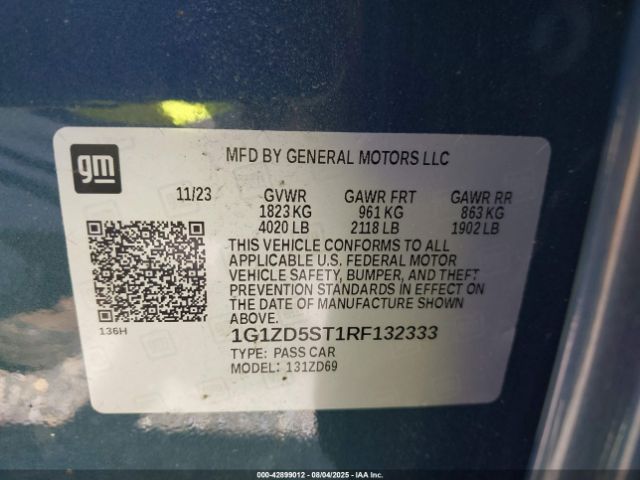 gm
MFD BY GENERAL MOTORS LLC
11/23 GVWR GAWR FRT GAWR RR
1823 KG 961 KG 863 KG
4020 LB 2118 LB 1902 LB
THIS VEHICLE CONFORMS TO ALL
APPLICABLE U.S. FEDERAL MOTOR
VEHICLE SAFETY, BUMPER, AND THEFT
PREVENTION STANDARDS IN EFFECT ON
THE DATE OF MANUFACTURE SHOWN
ABOVE.
136H
1G1ZD5ST1RF132333
TYPE: PASS CAR
MODEL: 131ZD69
000-42899012 - 08/04/2025 - IAA Inc.